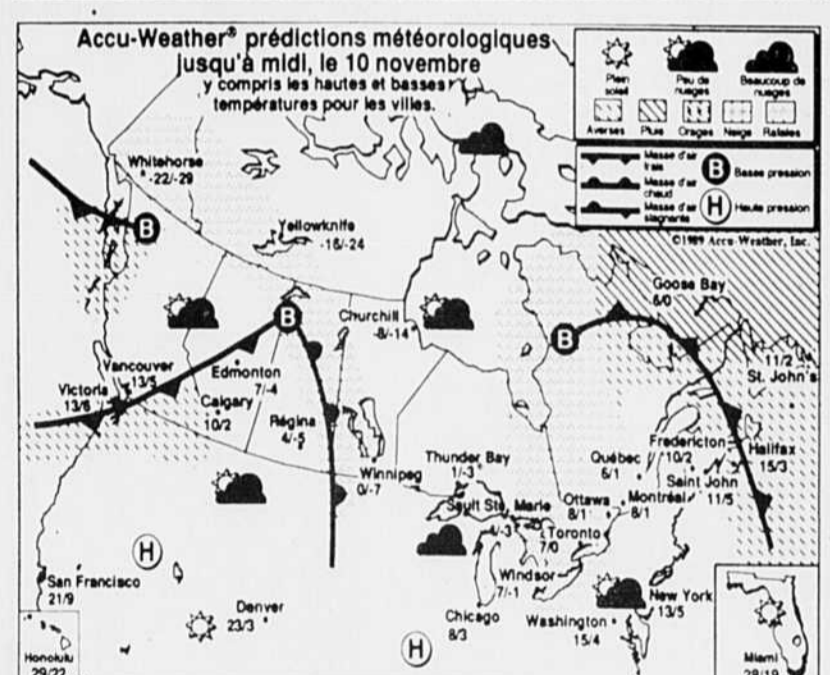 Accu-Weather® prédictions météorologiques
jusqu'à midi, le 10 novembre
y compris les hautes et basses
températures pour les villes.
Plein
soleil
Peu de
nuages
Beaucoup de
nuages
Averses
Pluie
Orages
Neige
Rafales
Masse d'air
frais
Masse d'air
chaud
Masse d'air
stagnante
B
Basse pression
H
Haute pression
©1989 Accu-Weather, Inc.
Whitehorse
-22/-29
B
Yellowknife
-16/-24
Goose Bay
6/0
B
Churchill
-8/-14
B
Vancouver
13/5
Edmonton
7/-4
11/2
St. John's
Victoria
13/6
Calgary
10/2
Régina
4/-5
Winnipeg
0/-7
Thunder Bay
1/-3
Québec
6/1
Fredericton
10/2
Halifax
15/3
Saint John
11/5
Sault Ste. Marie
4/-3
Ottawa
8/1
Montréal
8/1
Toronto
7/0
H
Windsor
7/-1
San Francisco
21/9
Denver
23/3
Chicago
8/3
New York
13/5
Washington
15/4
H
Honolulu
29/22
Miami
28/19